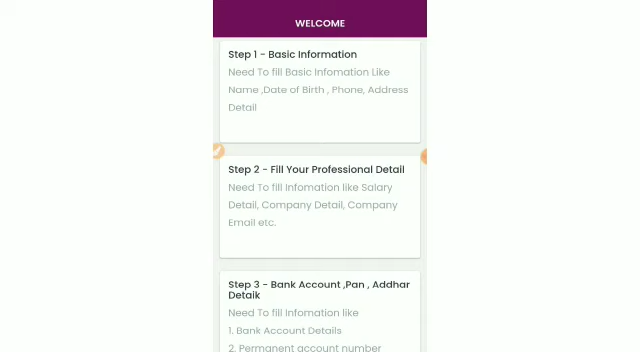 WELCOME
Step 1 - Basic Information
Need To fill Basic Infomation Like
Name ,Date of Birth , Phone, Address
Detail
Step 2 - Fill Your Professional Detail
Need To fill Infomation like Salary
Detail, Company Detail, Company
Email etc.
Step 3 - Bank Account ,Pan , Addhar
Detaik
Need To fill Infomation like
1. Bank Account Details
2. Permanent account number